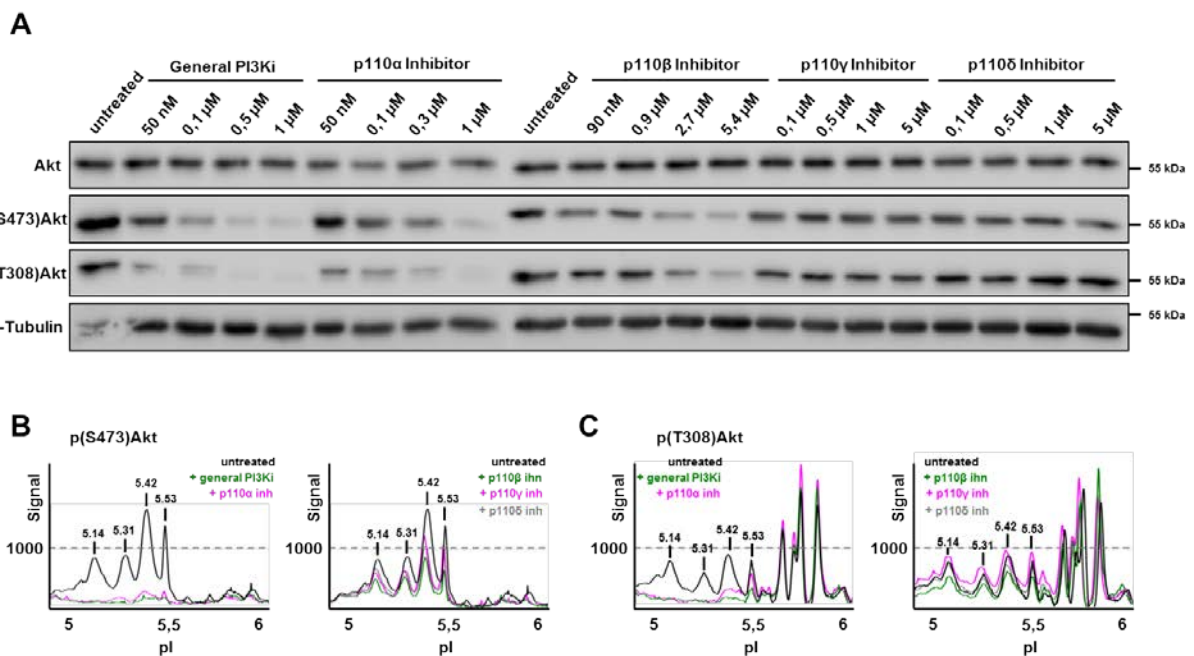 A
General PI3Ki p110α Inhibitor p110β Inhibitor p110γ Inhibitor p110δ Inhibitor
untreated 50 nM 0,1 µM 0,5 µM 1 µM 50 nM 0,1 µM 0,3 µM 1 µM untreated 90 nM 0,9 µM 2,7 µM 5,4 µM 0,1 µM 0,5 µM 1 µM 5 µM 0,1 µM 0,5 µM 1 µM 5 µM
Akt 55 kDa
S473)Akt 55 kDa
T308)Akt 55 kDa
-Tubulin 55 kDa
B
p(S473)Akt
Signal
1000
untreated
+ general PI3Ki
+ p110α inh
5.14 5.31 5.42 5.53
5 5,5 6
pI
Signal
1000
untreated
+ p110β ihn
+ p110γ inh
+ p110δ inh
5.14 5.31 5.42 5.53
5 5,5 6
pI
C
p(T308)Akt
Signal
1000
untreated
+ general PI3Ki
+ p110α inh
5.14 5.31 5.42 5.53
5 5,5 6
pI
Signal
1000
untreated
+ p110β inh
+ p110γ inh
+ p110δ inh
5.14 5.31 5.42 5.53
5 5,5 6
pI